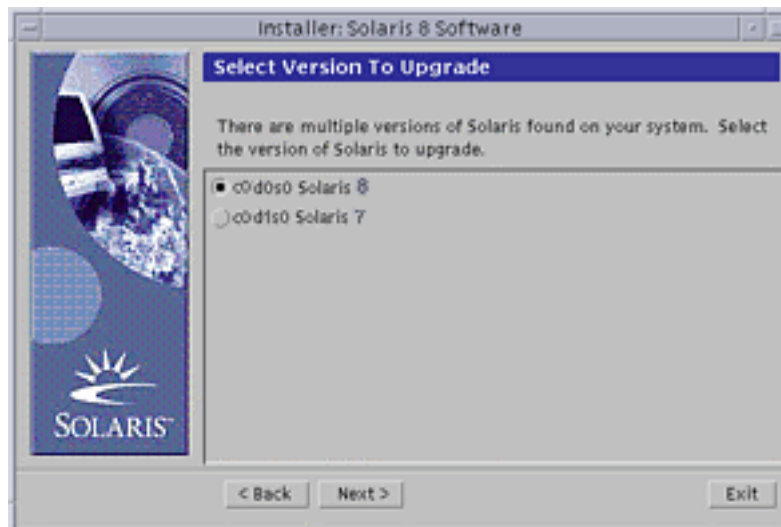 Installer: Solaris 8 Software
Select Version To Upgrade
There are multiple versions of Solaris found on your system. Select
the version of Solaris to upgrade.
c0d0s0 Solaris 8
c0d1s0 Solaris 7
SOLARIS™
< Back
Next >
Exit